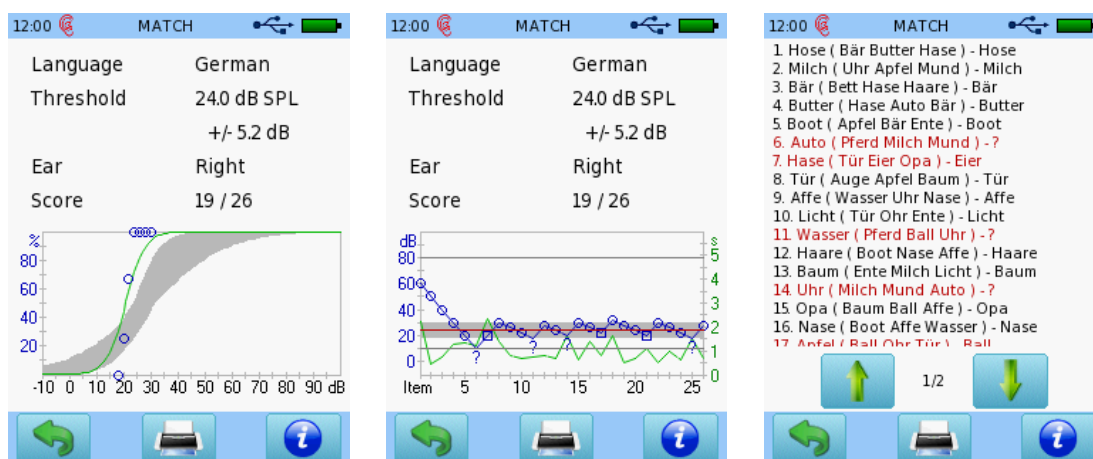 12:00 MATCH
Language German
Threshold 24.0 dB SPL
+/- 5.2 dB
Ear Right
Score 19 / 26
%
80
60
40
20
-10 0 10 20 30 40 50 60 70 80 90 dB
12:00 MATCH
Language German
Threshold 24.0 dB SPL
+/- 5.2 dB
Ear Right
Score 19 / 26
dB s
80 5
60 4
40 3
20 2
0 1
0
? ? ? ?
Item 5 10 15 20 25
12:00 MATCH
1. Hose ( Bär Butter Hase ) - Hose
2. Milch ( Uhr Apfel Mund ) - Milch
3. Bär ( Bett Hase Haare ) - Bär
4. Butter ( Hase Auto Bär ) - Butter
5. Boot ( Apfel Bär Ente ) - Boot
6. Auto ( Pferd Milch Mund ) - ?
7. Hase ( Tür Eier Opa ) - Eier
8. Tür ( Auge Apfel Baum ) - Tür
9. Affe ( Wasser Uhr Nase ) - Affe
10. Licht ( Tür Ohr Ente ) - Licht
11. Wasser ( Pferd Ball Uhr ) - ?
12. Haare ( Boot Nase Affe ) - Haare
13. Baum ( Ente Milch Licht ) - Baum
14. Uhr ( Milch Mund Auto ) - ?
15. Opa ( Baum Ball Affe ) - Opa
16. Nase ( Boot Affe Wasser ) - Nase
17. Apfel ( Ball Ohr Tür ) - Ball
1/2
i
i
i